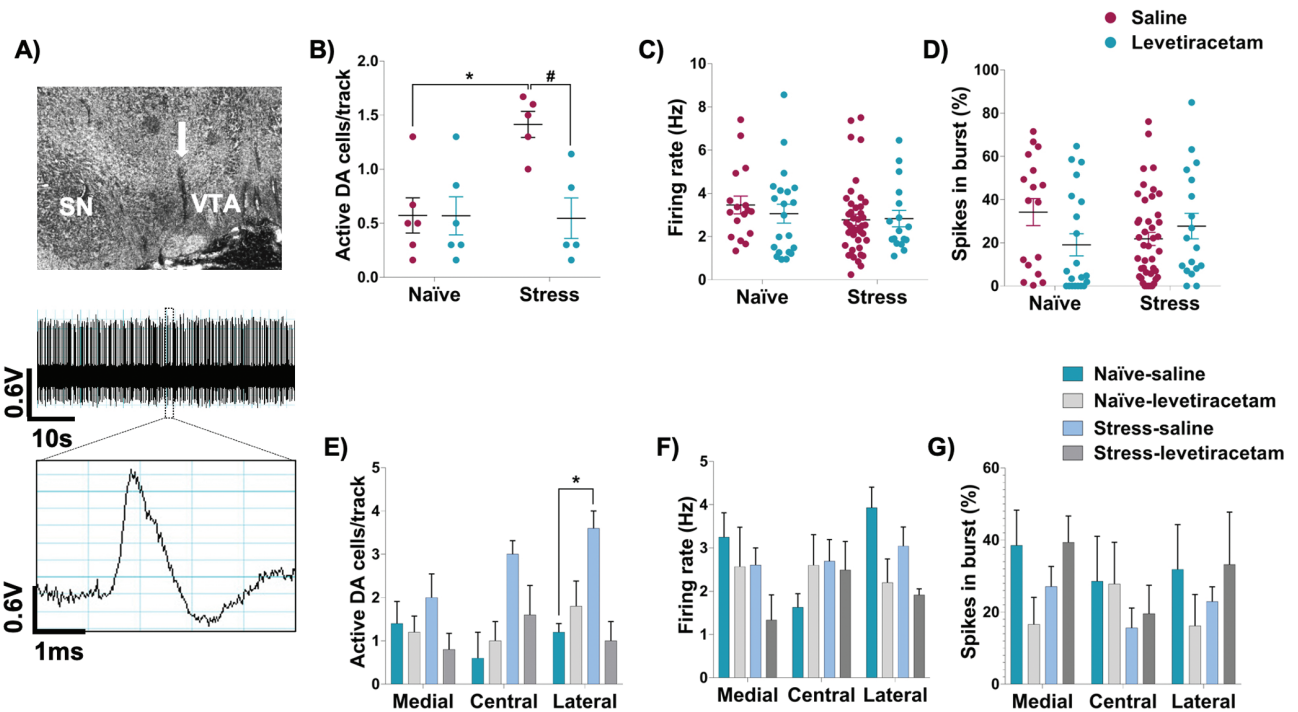 Saline
Levetiracetam
A)
SN
VTA
0.6V
10s
0.6V
1ms
B)
Active DA cells/track
2.0
1.5
1.0
0.5
0.0
*
#
Naïve
Stress
C)
Firing rate (Hz)
10
8
6
4
2
0
Naïve
Stress
D)
Spikes in burst (%)
100
80
60
40
20
0
Naïve
Stress
Naïve-saline
Naïve-levetiracetam
Stress-saline
Stress-levetiracetam
E)
Active DA cells/track
5
4
3
2
1
0
*
Medial
Central
Lateral
F)
Firing rate (Hz)
5
4
3
2
1
0
Medial
Central
Lateral
G)
Spikes in burst (%)
60
40
20
0
Medial
Central
Lateral